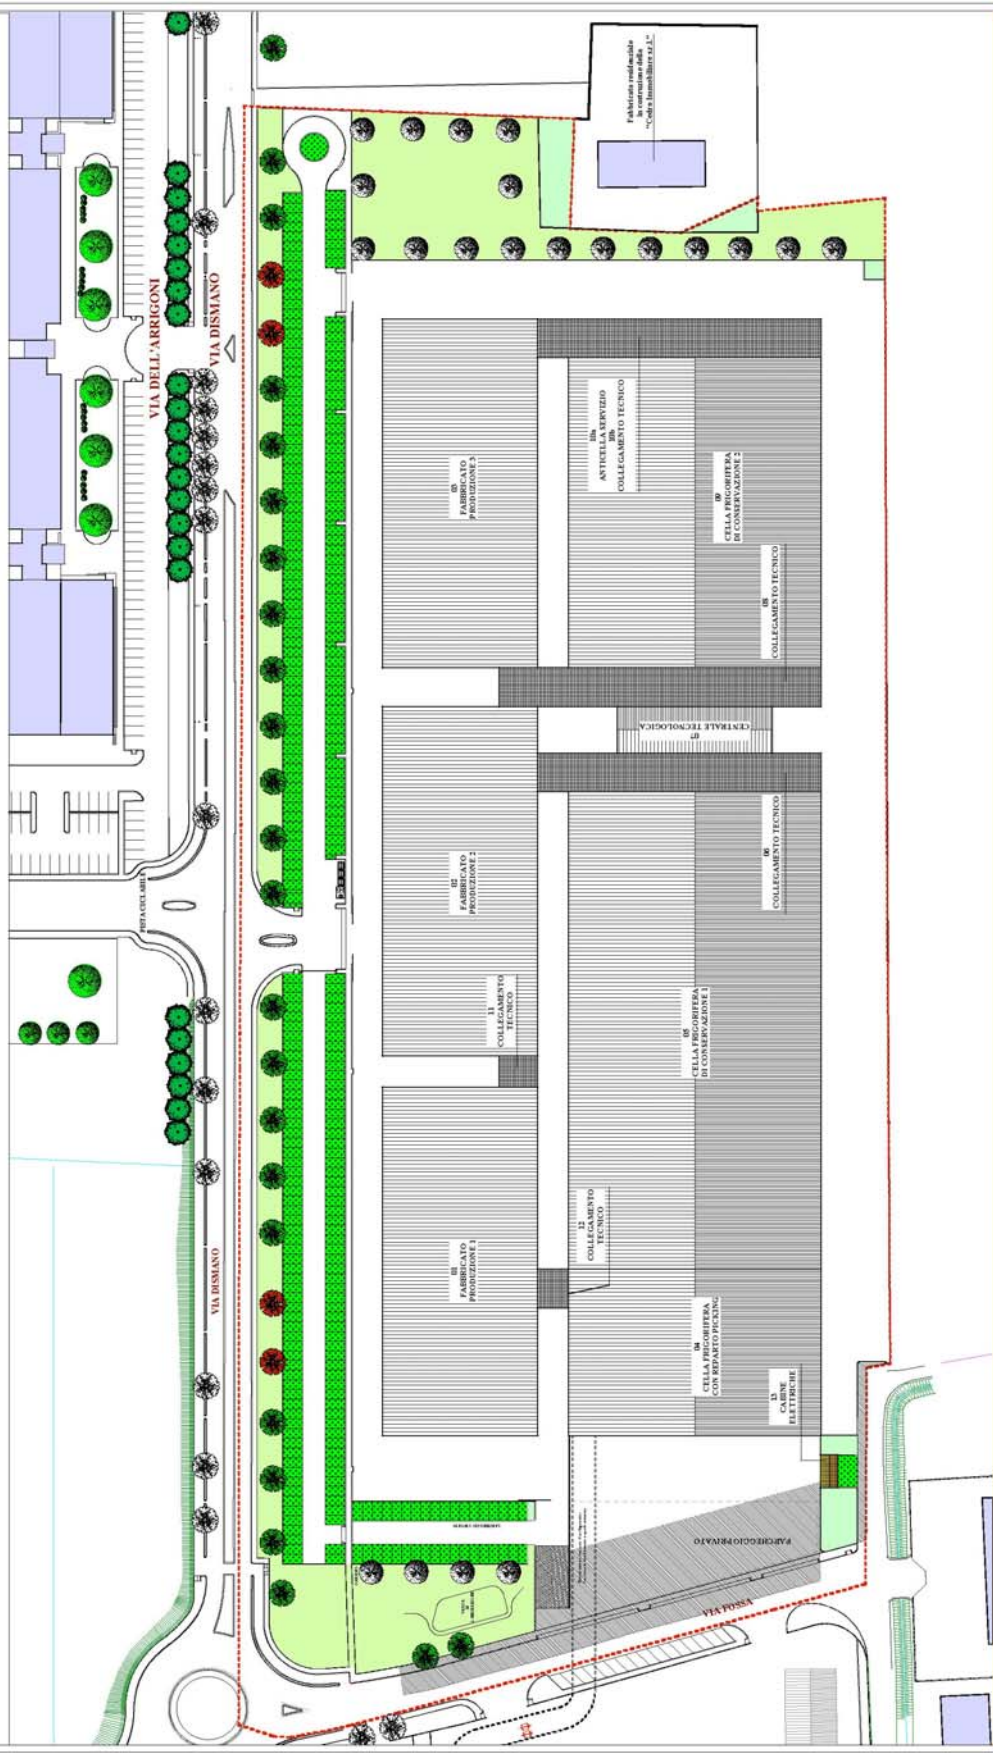 Fabbricato residenziale
in costruzione della
"Cedro Immobiliare s.r.l."
VIA DELL'ARRIGONI
VIA DISMANO
03
FABBRICATO
PRODUZIONE 3
10a
10b
ANTICELLA SERVIZIO
COLLEGAMENTO TECNICO
09
CELLA FRIGORIFERA
DI CONSERVAZIONE 2
08
COLLEGAMENTO TECNICO
07
CENTRALE TECNOLOGICA
06
COLLEGAMENTO TECNICO
PISTA CICLABILE
02
FABBRICATO
PRODUZIONE 2
11
COLLEGAMENTO
TECNICO
05
CELLA FRIGORIFERA
DI CONSERVAZIONE 1
12
COLLEGAMENTO
TECNICO
VIA DISMANO
01
FABBRICATO
PRODUZIONE 1
04
CELLA FRIGORIFERA
CON REPARTO PICKING
13
CABINE
ELETTRICHE
PARCHEGGIO PRIVATO
VIA FOSSA